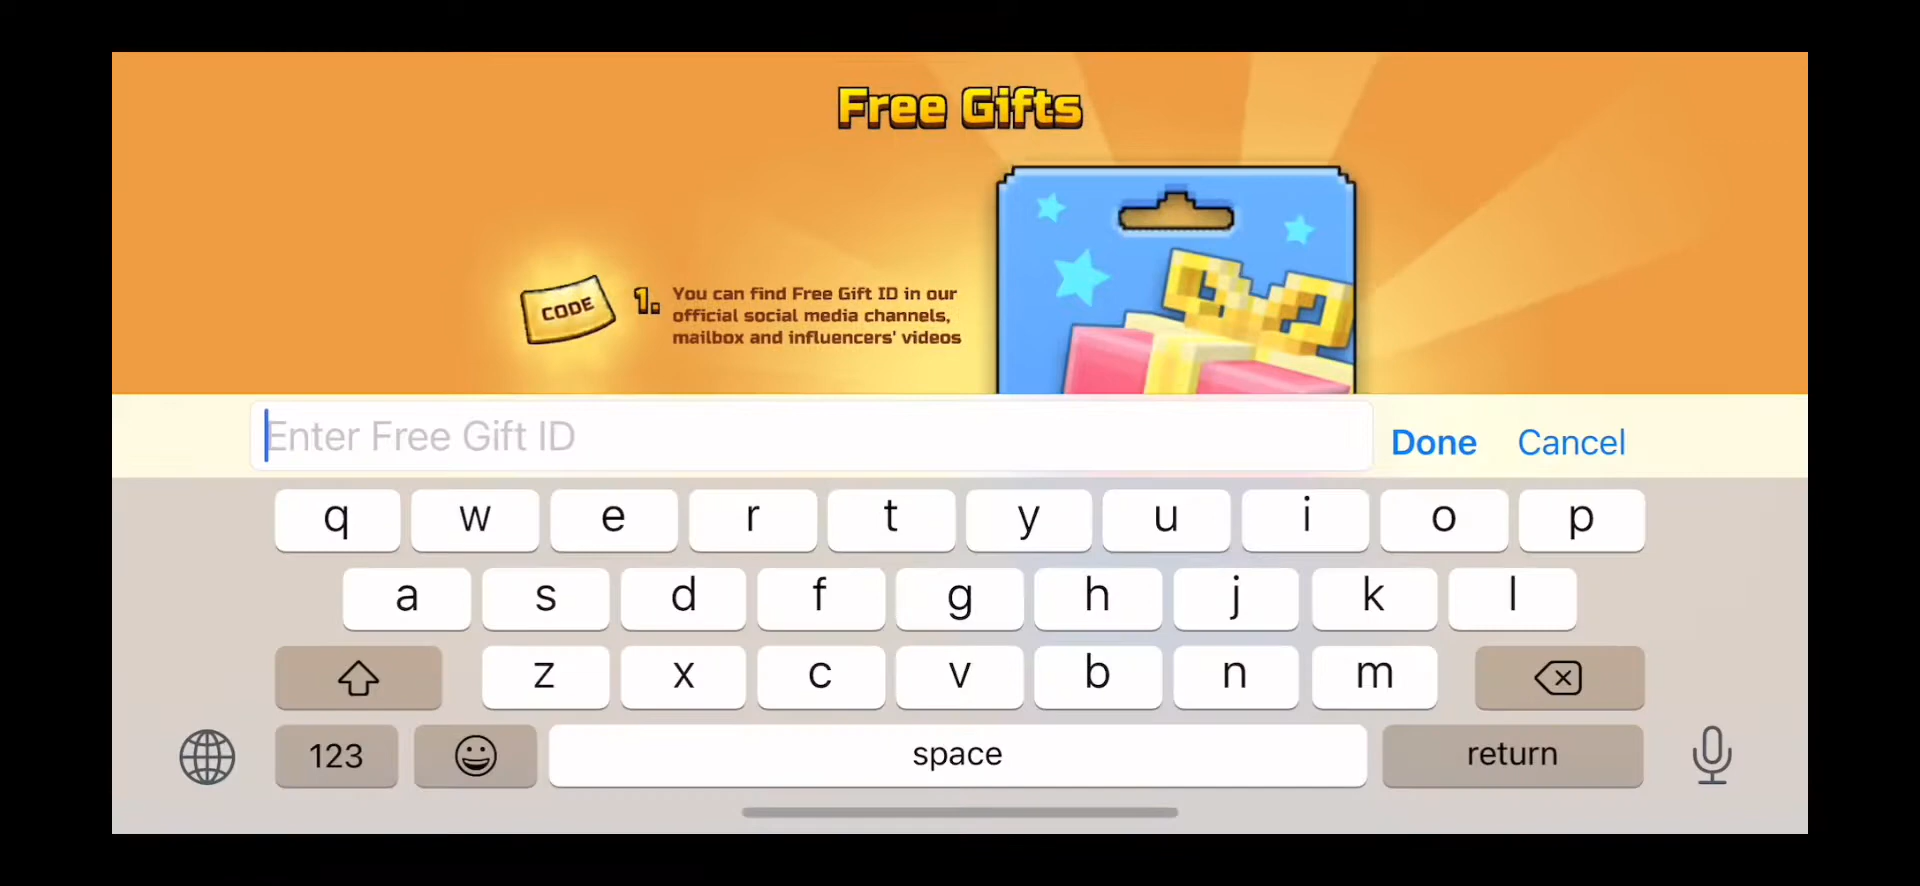 Free Gifts
CODE
1. You can find Free Gift ID in our
official social media channels,
mailbox and influencers' videos
Enter Free Gift ID
Done Cancel
q w e r t y u i o p
a s d f g h j k l
z x c v b n m
123 space return